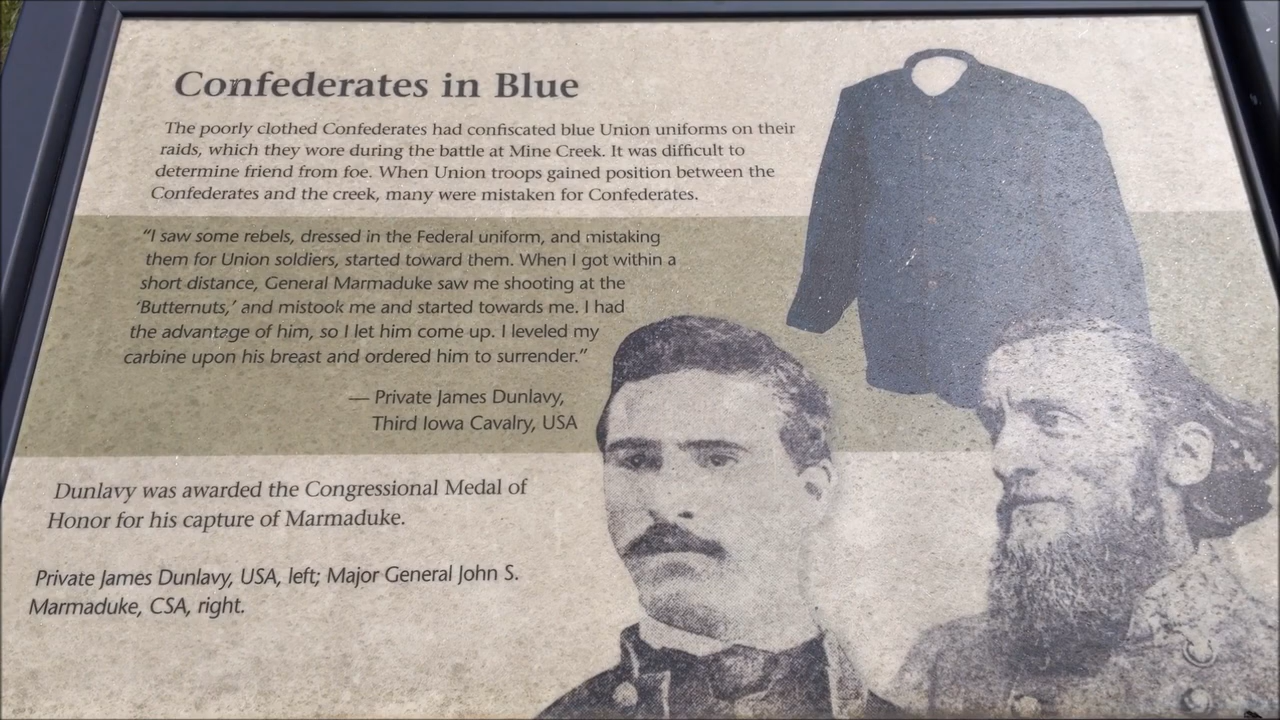 Confederates in Blue
The poorly clothed Confederates had confiscated blue Union uniforms on their
raids, which they wore during the battle at Mine Creek. It was difficult to
determine friend from foe. When Union troops gained position between the
Confederates and the creek, many were mistaken for Confederates.
“I saw some rebels, dressed in the Federal uniform, and mistaking
them for Union soldiers, started toward them. When I got within a
short distance, General Marmaduke saw me shooting at the
‘Butternuts,’ and mistook me and started towards me. I had
the advantage of him, so I let him come up. I leveled my
carbine upon his breast and ordered him to surrender.”
— Private James Dunlavy,
Third Iowa Cavalry, USA
Dunlavy was awarded the Congressional Medal of
Honor for his capture of Marmaduke.
Private James Dunlavy, USA, left; Major General John S.
Marmaduke, CSA, right.